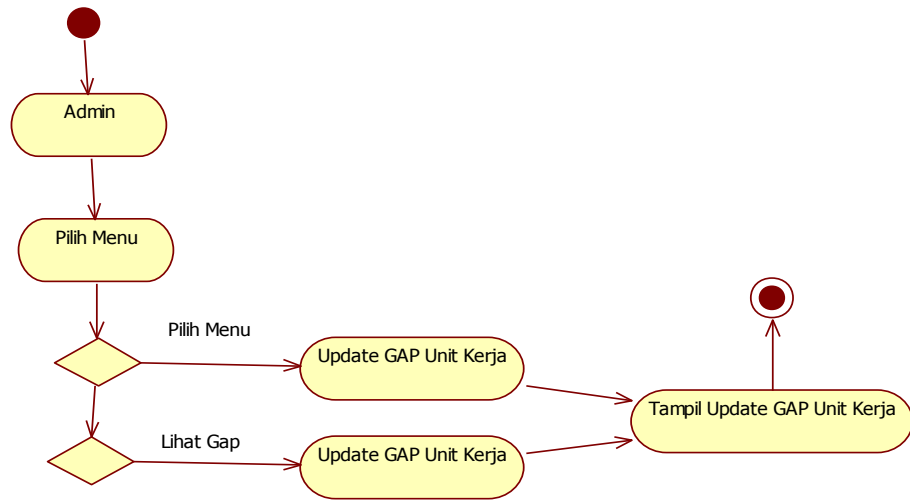 Admin
Pilih Menu
Pilih Menu
Update GAP Unit Kerja
Tampil Update GAP Unit Kerja
Lihat Gap
Update GAP Unit Kerja